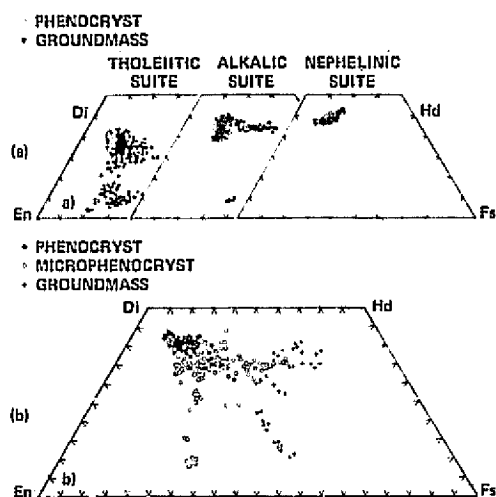 PHENOCRYST
GROUNDMASS
THOLEIITIC SUITE ALKALIC SUITE NEPHELINIC SUITE
Di Hd
(a)
a)
En Fs
PHENOCRYST
MICROPHENOCRYST
GROUNDMASS
Di Hd
(b)
b)
En Fs